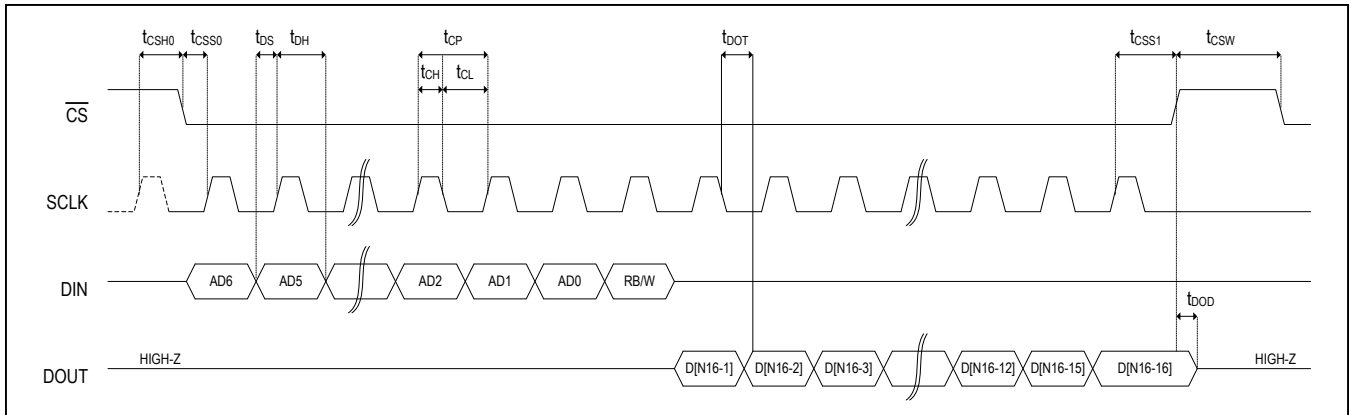 tCSH0 tCSS0 tDS tDH tCP tDOT tCSS1 tCSW
tCH tCL
CS
SCLK
DIN AD6 AD5 AD2 AD1 AD0 RB/W
tDOD
DOUT HIGH-Z D[N16-1] D[N16-2] D[N16-3] D[N16-12] D[N16-15] D[N16-16] HIGH-Z